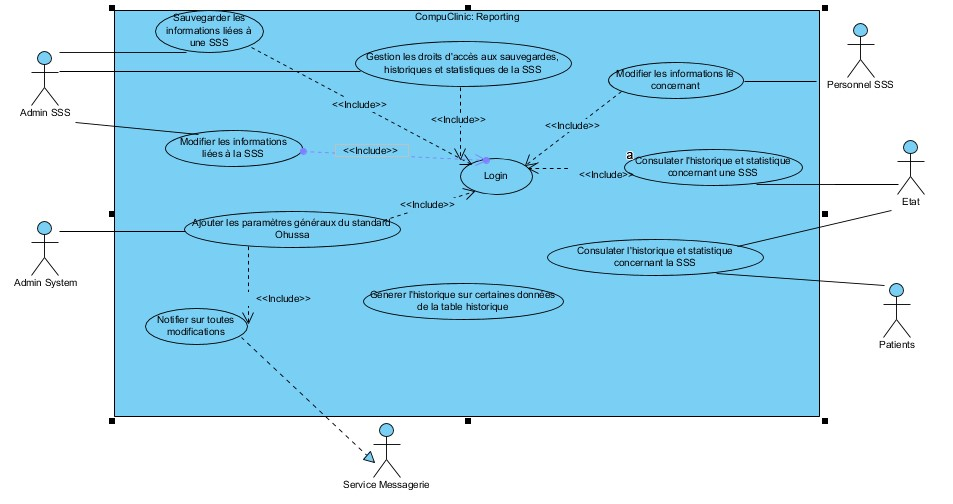 CompuClinic: Reporting
Sauvegarder les
informations liées à
une SSS
Gestion les droits d'accès aux sauvegardes,
historiques et statistiques de la SSS
Modifier les informations le
concernant
Personnel SSS
Admin SSS
<<Include>>
<<Include>>
<<Include>>
Modifier les informations
liées à la SSS
<<Include>>
a
Consulater l'historique et statistique
concernant une SSS
<<Include>>
Login
Etat
<<Include>>
Ajouter les paramètres généraux du standard
Ohussa
Admin System
Consulater l'historique et statistique
concernant la SSS
<<Include>>
Generer l'historique sur certaines données
de la table historique
Notifier sur toutes
modifications
Patients
Service Messagerie